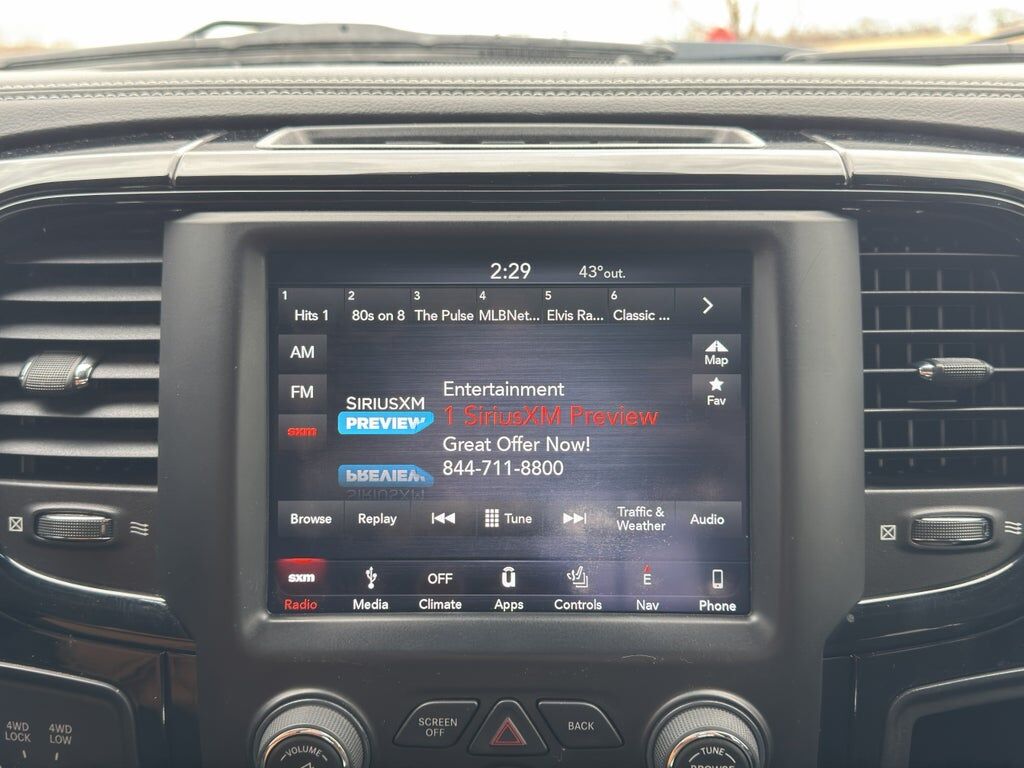 2:29 43°out.
1 2 3 4 5 6
Hits 1 80s on 8 The Pulse MLBNet... Elvis Ra... Classic ...
AM
Map
FM
Fav
sxm
SIRIUSXM
PREVIEW
Entertainment
1 SiriusXM Preview
Great Offer Now!
844-711-8800
Browse Replay Tune Traffic & Audio
Weather
sxm OFF E
Radio Media Climate Apps Controls Nav Phone
4WD LOCK
4WD LOW
VOLUME
SCREEN OFF
BACK
TUNE
BROWSE